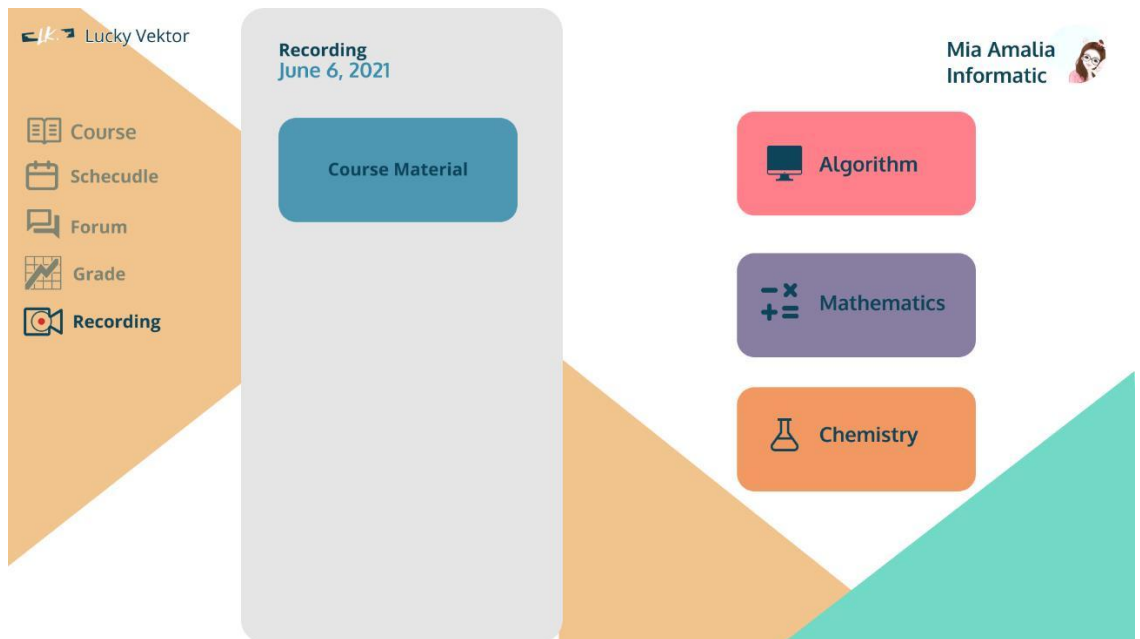 Lucky Vektor
Course
Schecudle
Forum
Grade
Recording
Recording
June 6, 2021
Course Material
Mia Amalia
Informatic
Algorithm
Mathematics
Chemistry